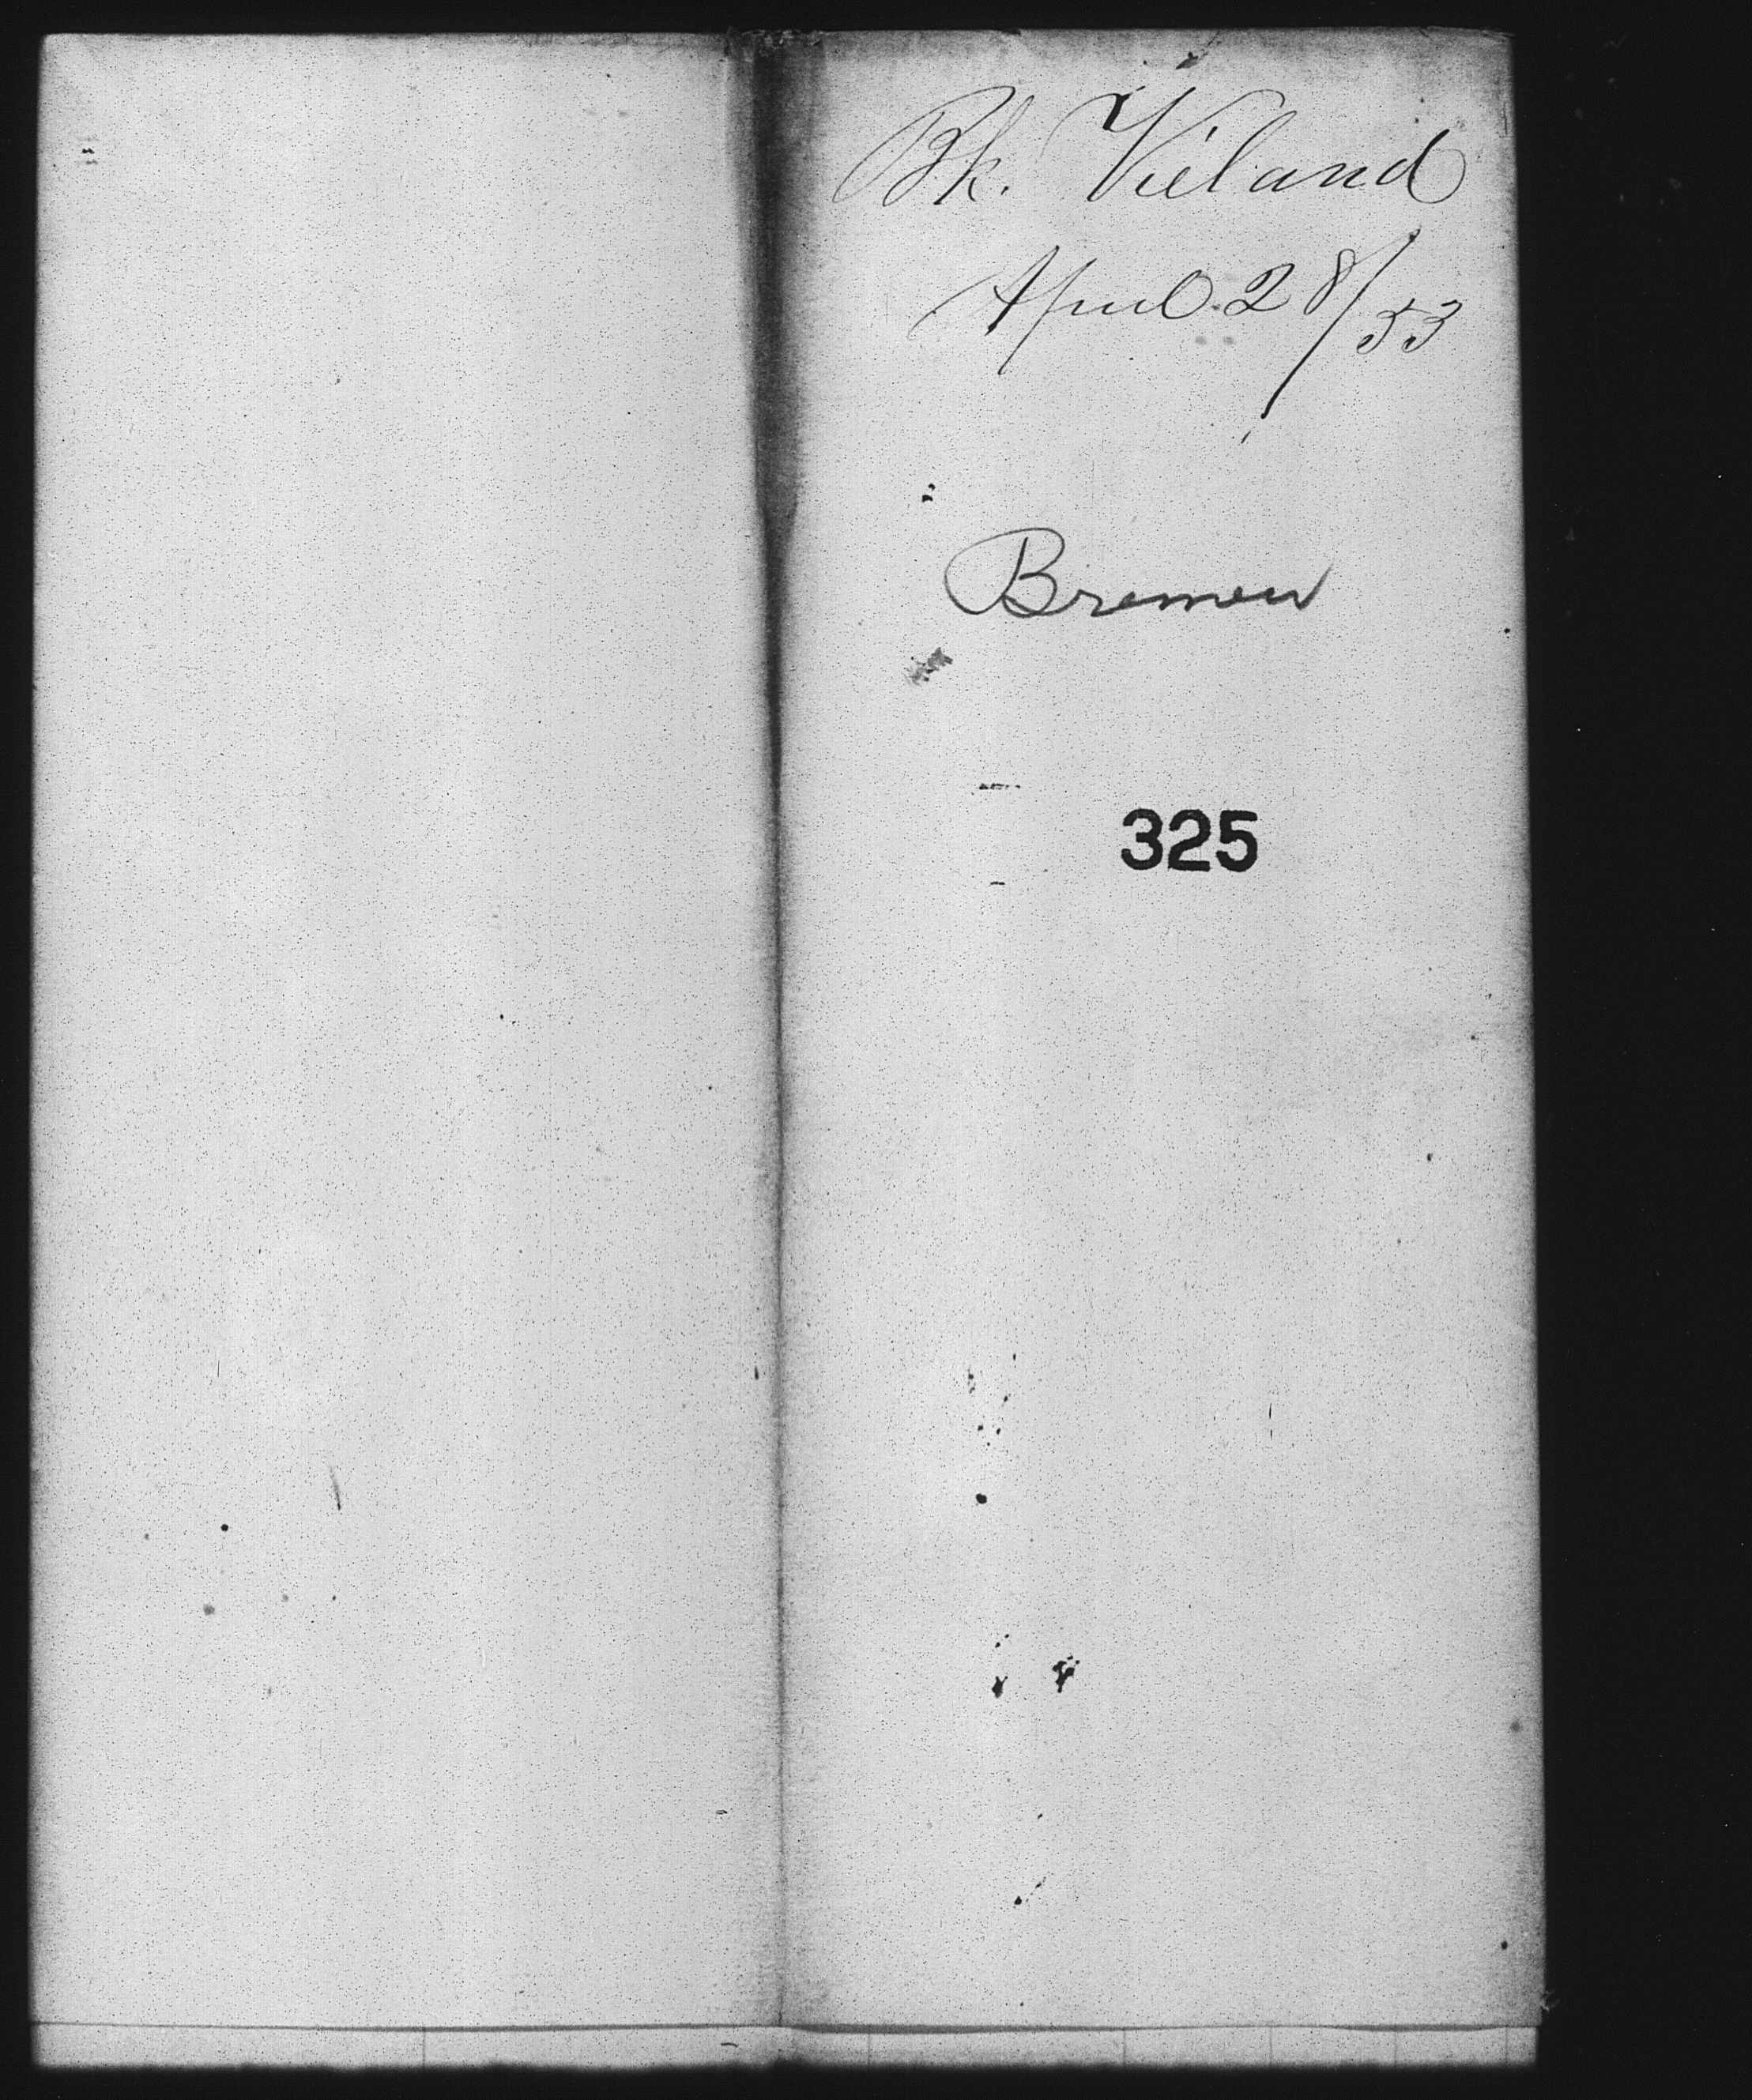 Bk. Vieland
April 28/53
Bremen
325